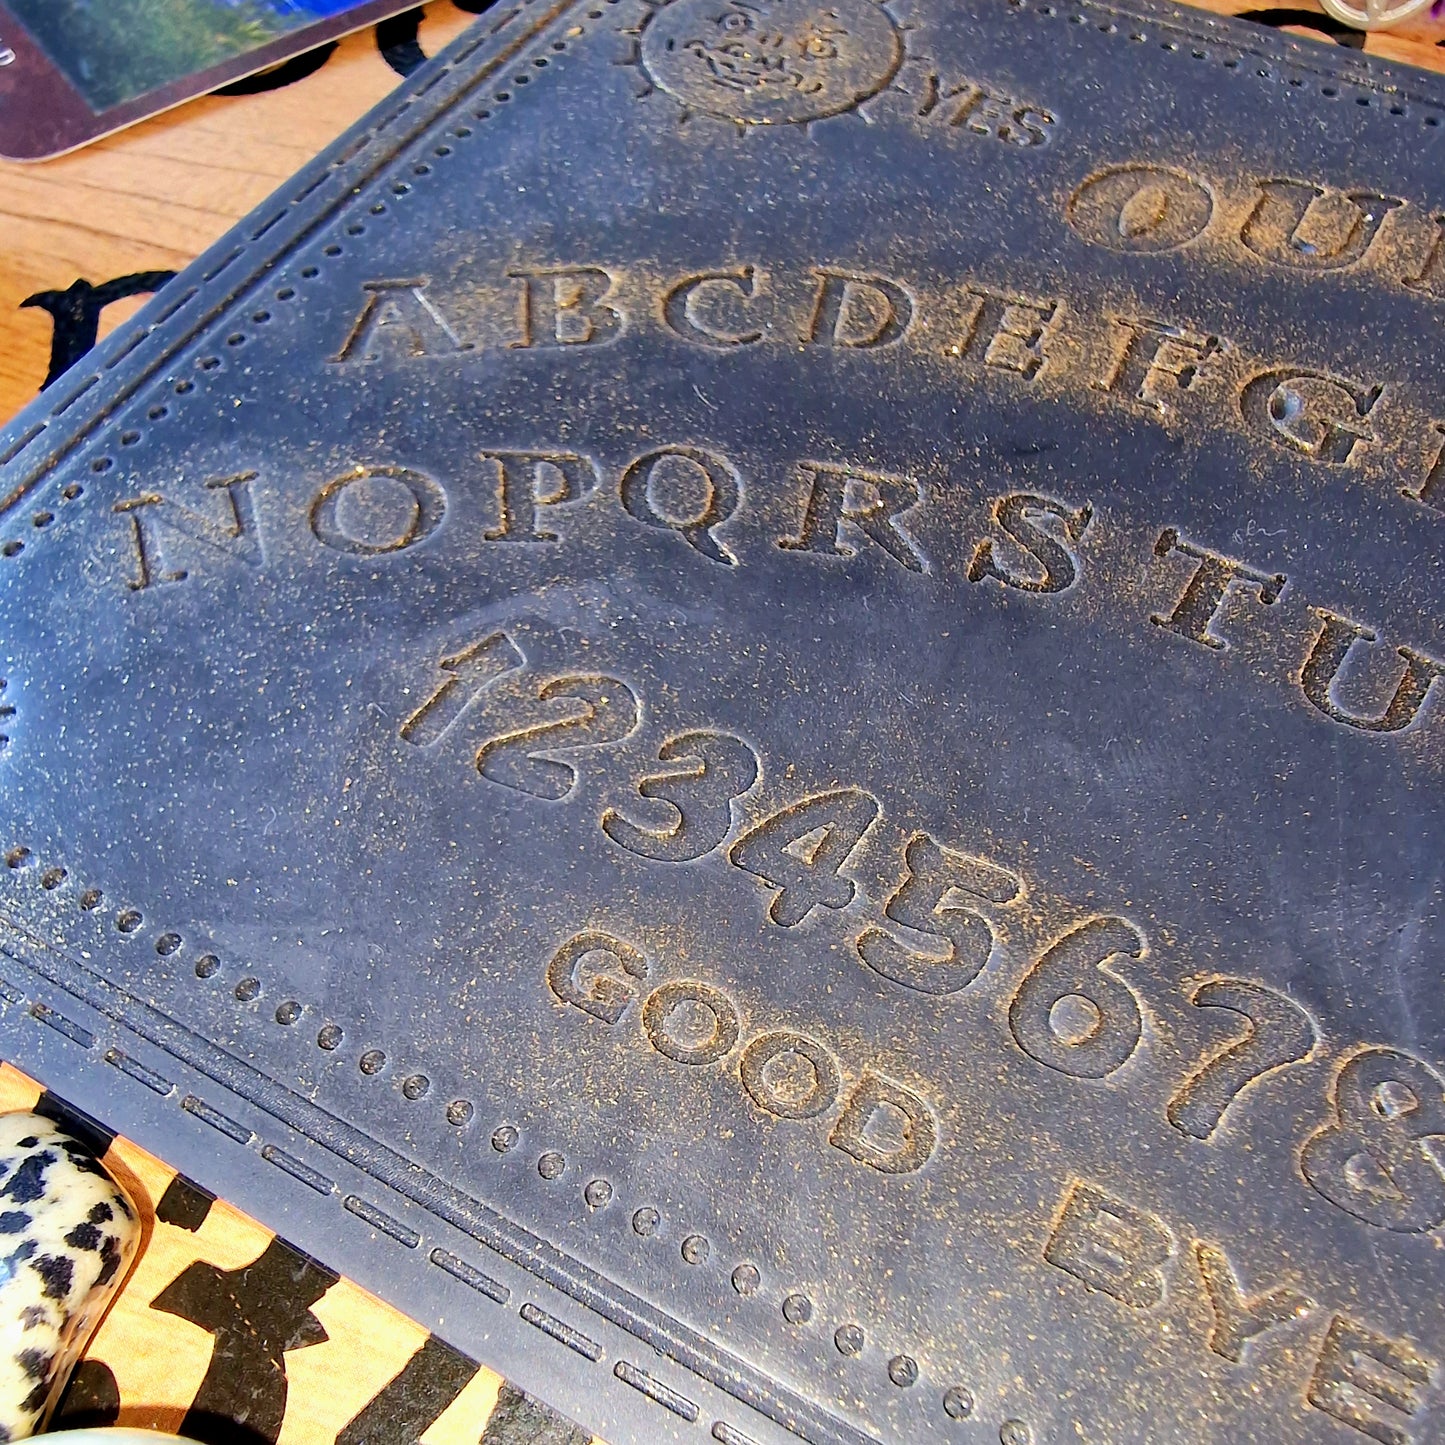 YES
OU
ABCDEFG
NOPQRSTU
12345678
GOOD BYE